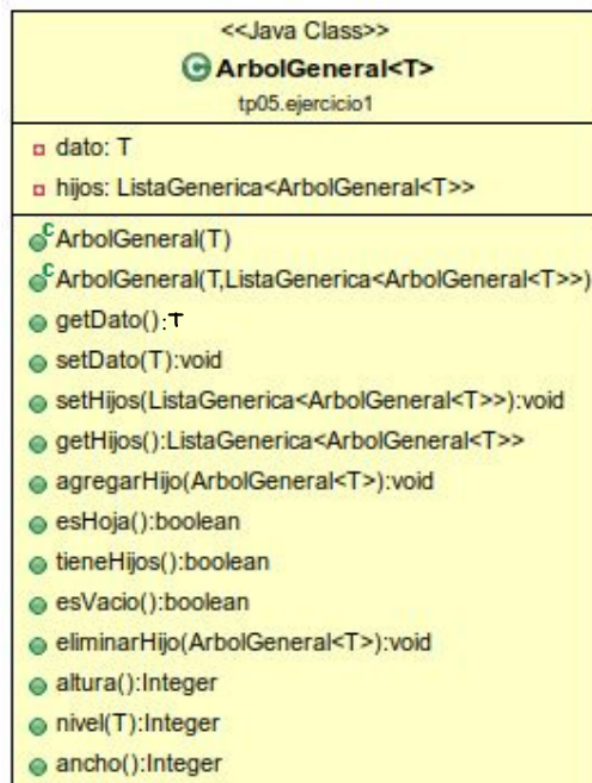 <<Java Class>>
ArbolGeneral<T>
tp05.ejercicio1
dato: T
hijos: ListaGenerica<ArbolGeneral<T>>
ArbolGeneral(T)
ArbolGeneral(T,ListaGenerica<ArbolGeneral<T>>)
getDato():T
setDato(T):void
setHijos(ListaGenerica<ArbolGeneral<T>>):void
getHijos():ListaGenerica<ArbolGeneral<T>>
agregarHijo(ArbolGeneral<T>):void
esHoja():boolean
tieneHijos():boolean
esVacio():boolean
eliminarHijo(ArbolGeneral<T>):void
altura():Integer
nivel(T):Integer
ancho():Integer